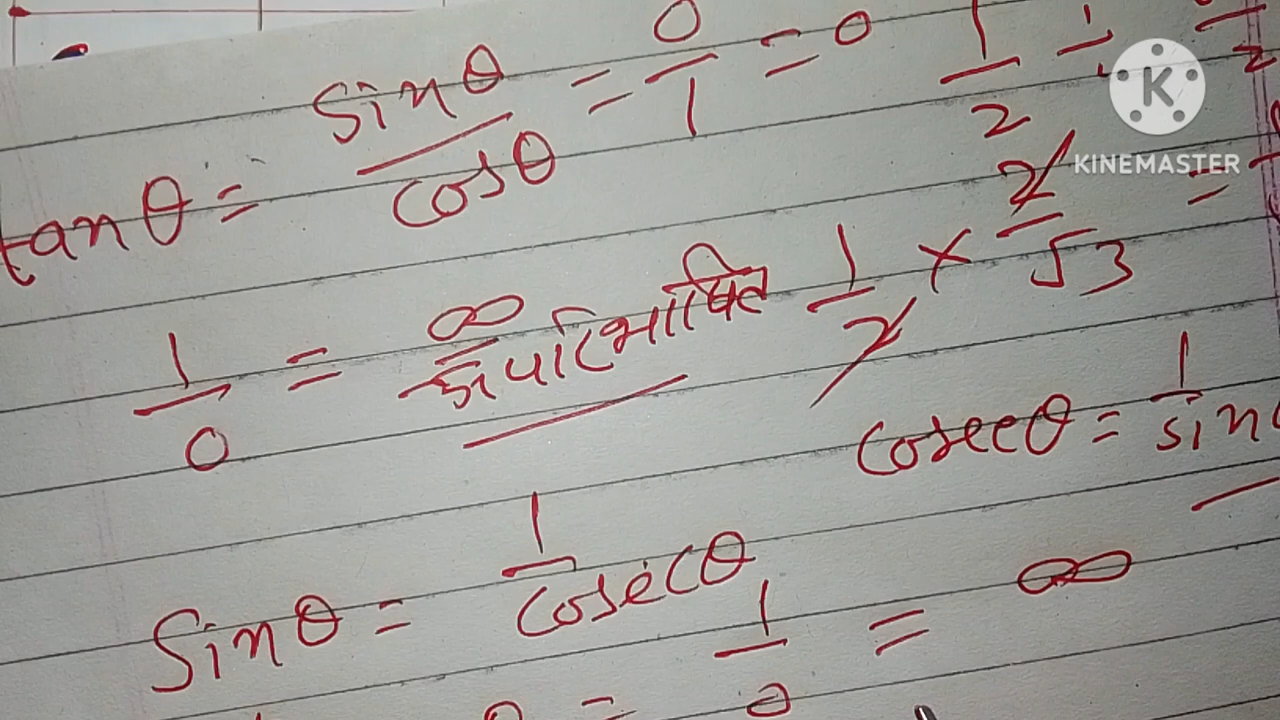 tanθ = sinθ/cosθ = 0/1 = 0
1/2 ÷
1/2 × 2/√3 =
1/0 = ∞ अपरिभाषित
cosecθ = 1/sin
sinθ = 1/cosecθ
1/0 = ∞
KINEMASTER